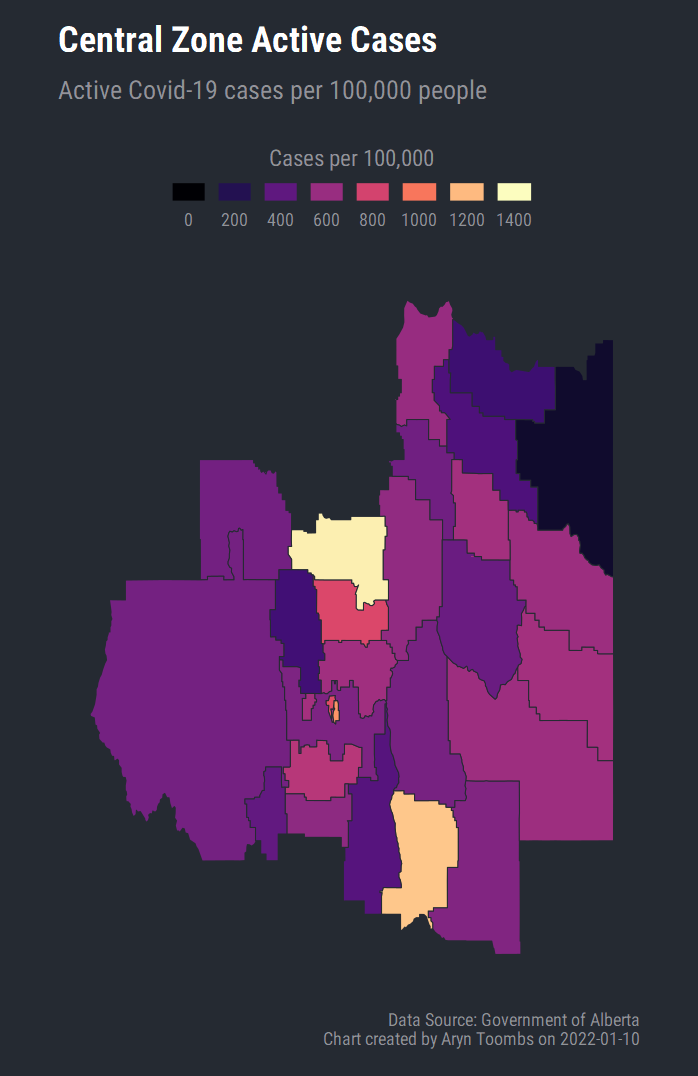 Central Zone Active Cases
Active Covid-19 cases per 100,000 people
Cases per 100,000
0 200 400 600 800 1000 1200 1400
Data Source: Government of Alberta
Chart created by Aryn Toombs on 2022-01-10